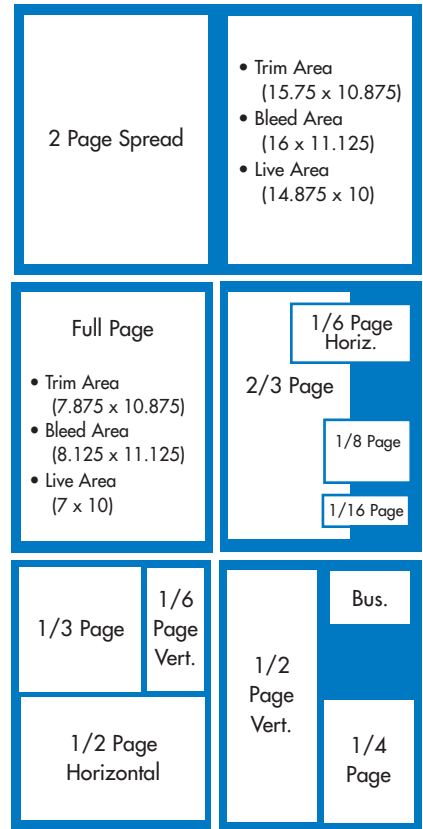 2 Page Spread
• Trim Area
(15.75 x 10.875)
• Bleed Area
(16 x 11.125)
• Live Area
(14.875 x 10)
Full Page
• Trim Area
(7.875 x 10.875)
• Bleed Area
(8.125 x 11.125)
• Live Area
(7 x 10)
1/6 Page
Horiz.
2/3 Page
1/8 Page
1/16 Page
1/3 Page
1/6
Page
Vert.
1/2 Page
Horizontal
1/2
Page
Vert.
Bus.
1/4
Page